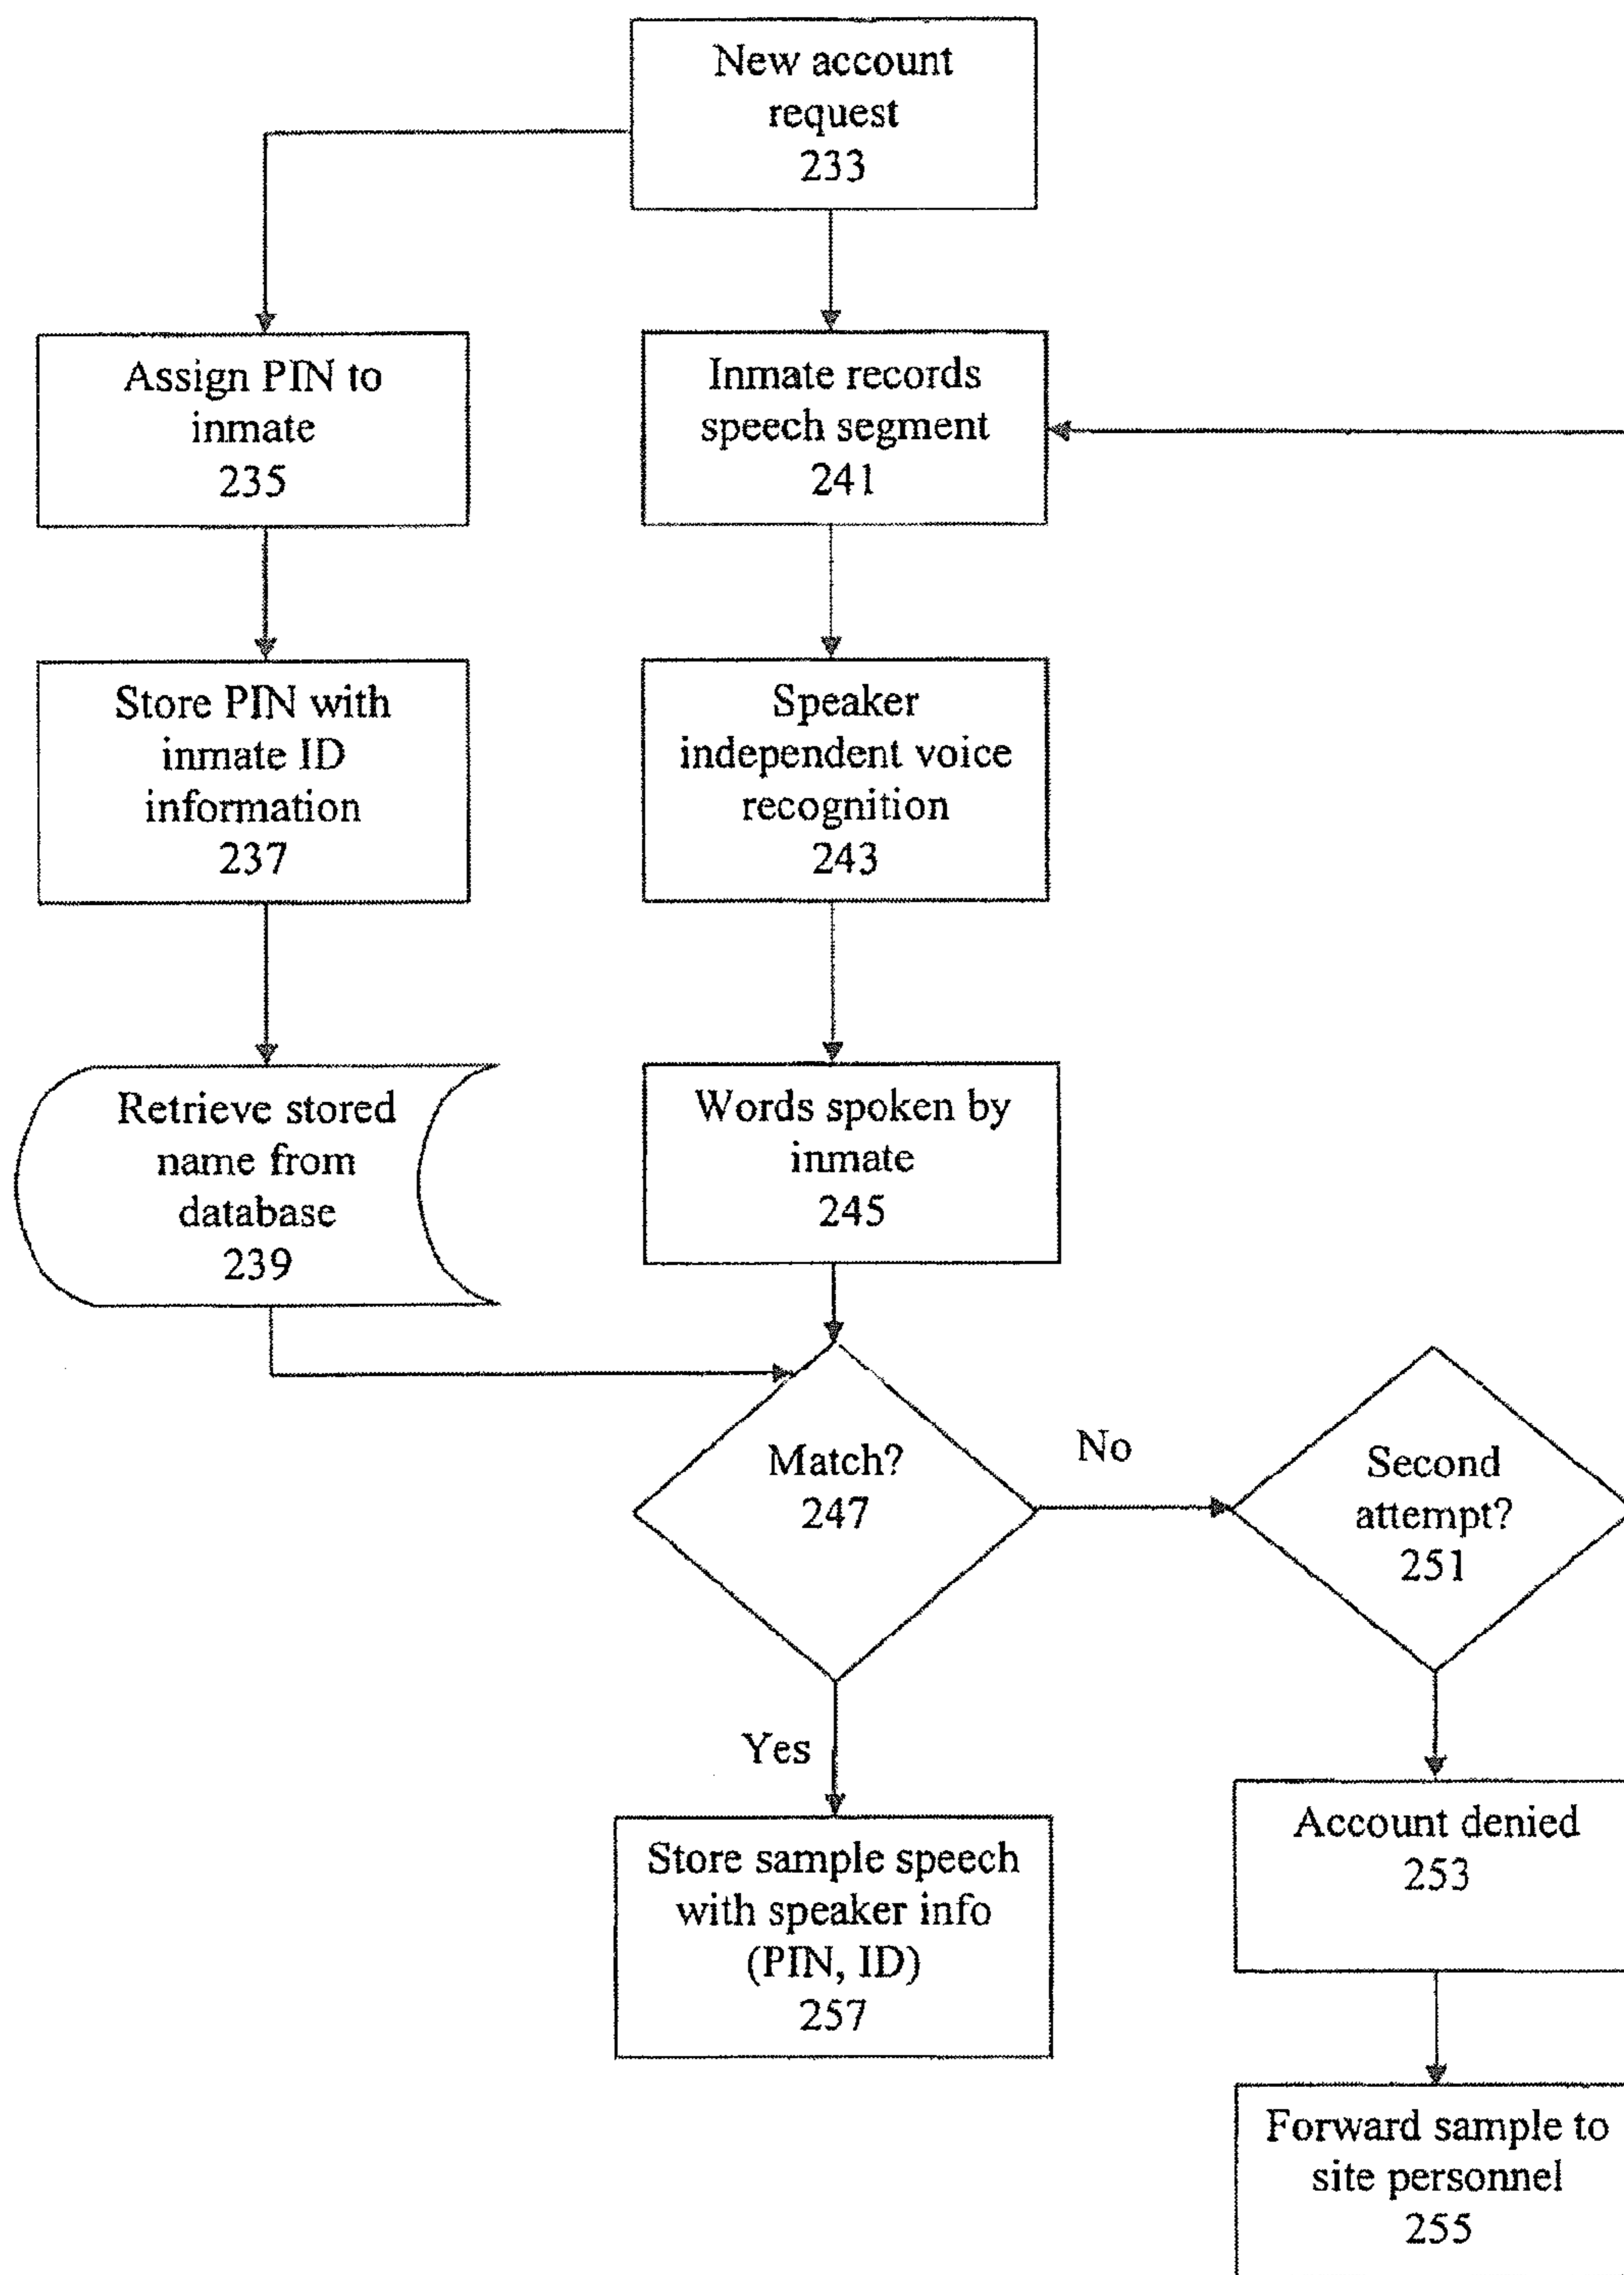 New account
request
233
Assign PIN to
inmate
235
Inmate records
speech segment
241
Store PIN with
inmate ID
information
237
Speaker
independent voice
recognition
243
Retrieve stored
name from
database
239
Words spoken by
inmate
245
Match?
247
No
Second
attempt?
251
Yes
Store sample speech
with speaker info
(PIN, ID)
257
Account denied
253
Forward sample to
site personnel
255